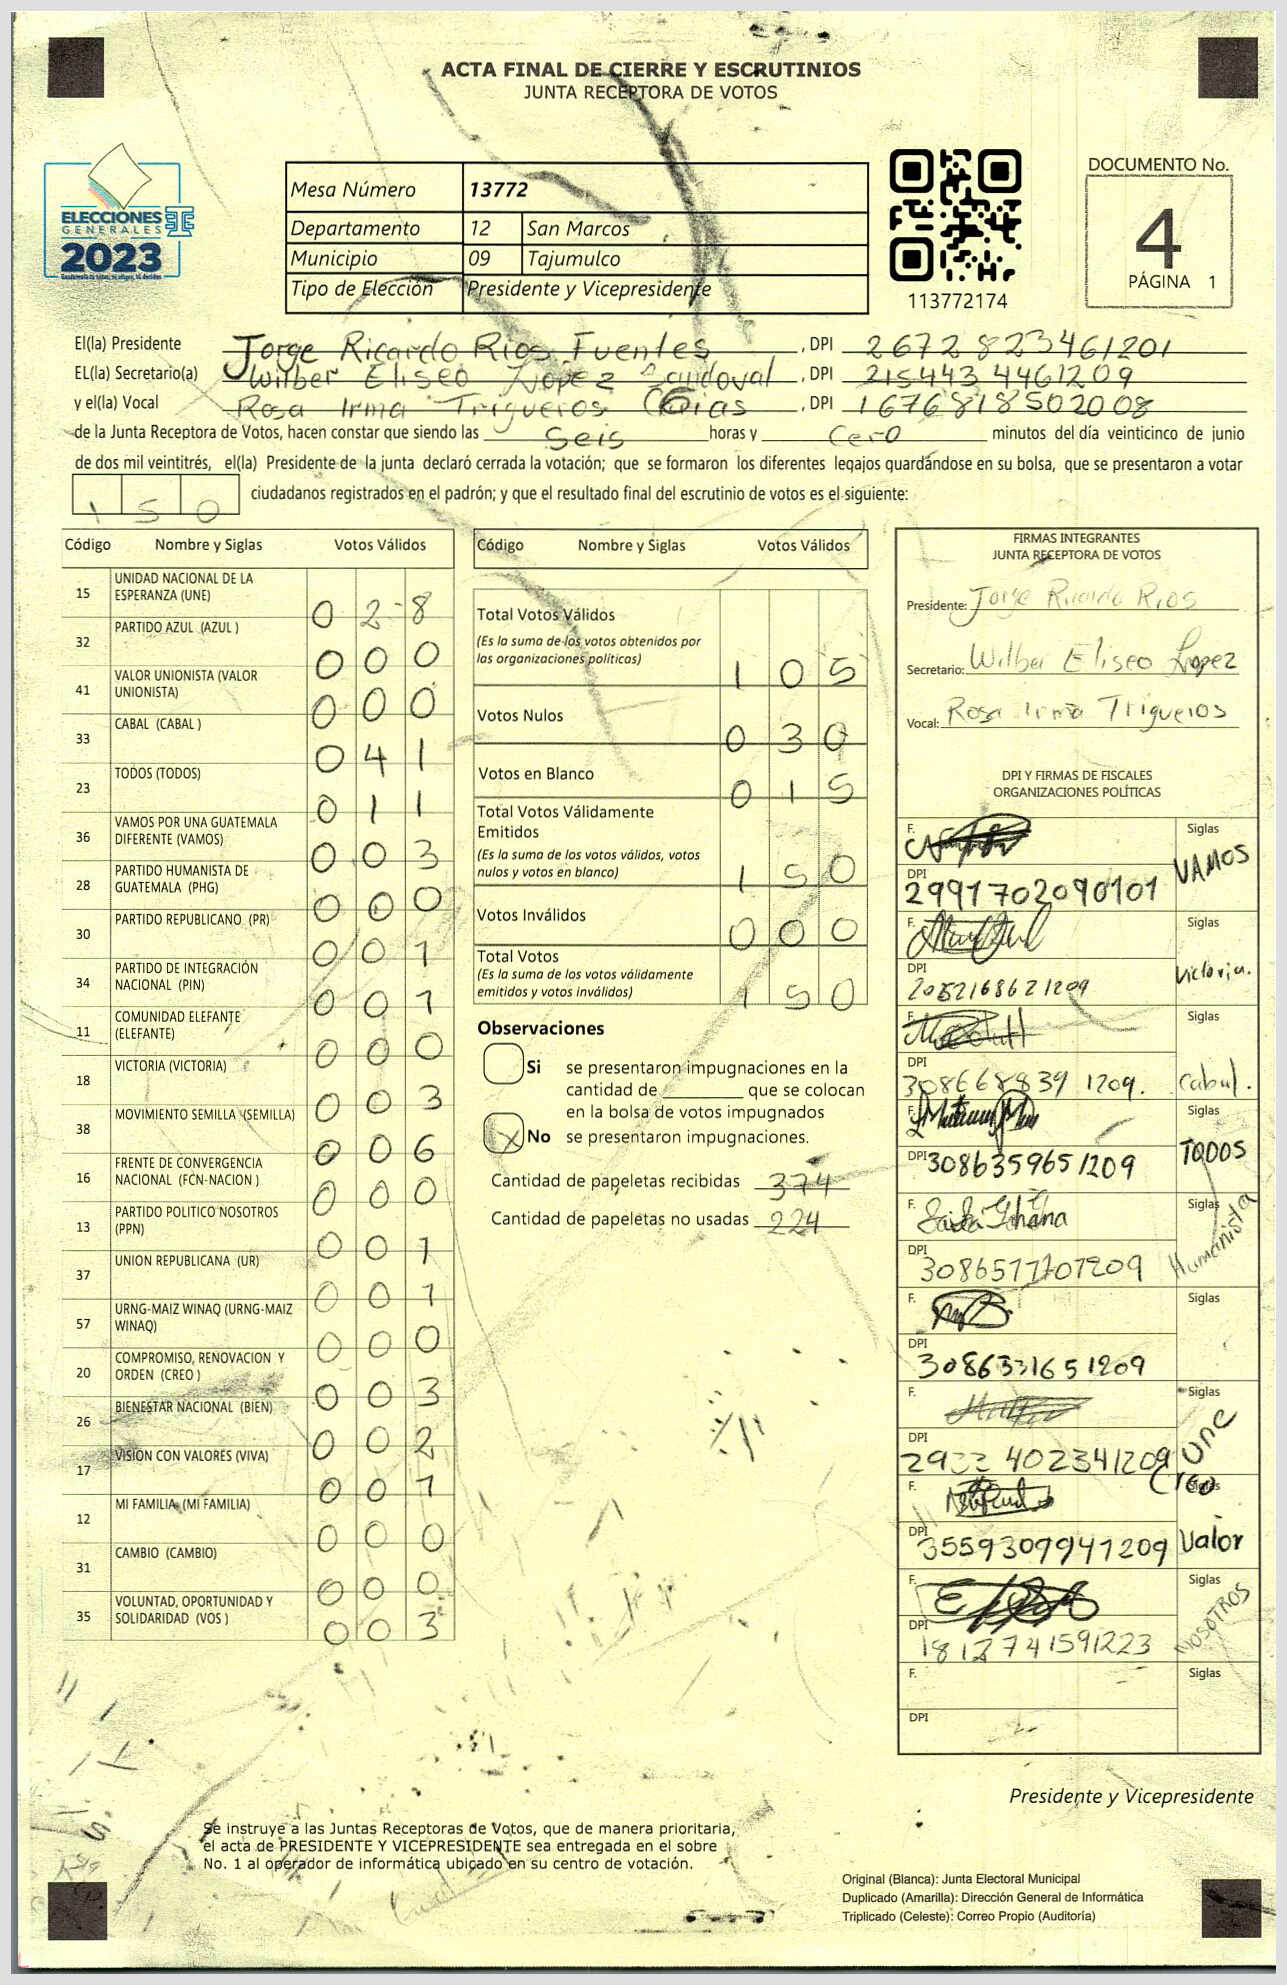 ACTA FINAL DE CIERRE Y ESCRUTINIOS
JUNTA RECEPTORA DE VOTOS
ELECCIONES
GENERALES
2023
Mesa Número 13772
Departamento 12 San Marcos
Municipio 09 Tajumulco
Tipo de Elección Presidente y Vicepresidente
113772174
DOCUMENTO No.
4
PÁGINA 1
El(la) Presidente Jorge Ricardo Rios Fuentes, DPI 2672823461201
EL(la) Secretario(a) Wilber Eliseo Lopez Sandoval, DPI 2154434461209
y el(la) Vocal Rosa Irma Trigueros, DPI 1676818502008
de la Junta Receptora de Votos, hacen constar que siendo las Seis horas y Cero minutos del día veinticinco de junio
de dos mil veintitrés, el(la) Presidente de la junta declaró cerrada la votación; que se formaron los diferentes legajos guardándose en su bolsa, que se presentaron a votar
150 ciudadanos registrados en el padrón; y que el resultado final del escrutinio de votos es el siguiente:
Código Nombre y Siglas Votos Válidos
15 UNIDAD NACIONAL DE LA ESPERANZA (UNE) 0 2 8
32 PARTIDO AZUL (AZUL ) 0 0 0
41 VALOR UNIONISTA (VALOR UNIONISTA) 0 0 0
33 CABAL (CABAL ) 0 4 1
23 TODOS (TODOS) 0 1 1
36 VAMOS POR UNA GUATEMALA DIFERENTE (VAMOS) 0 0 3
28 PARTIDO HUMANISTA DE GUATEMALA (PHG) 0 0 0
30 PARTIDO REPUBLICANO (PR) 0 0 1
34 PARTIDO DE INTEGRACIÓN NACIONAL (PIN) 0 0 1
11 COMUNIDAD ELEFANTE (ELEFANTE) 0 0 0
18 VICTORIA (VICTORIA) 0 0 3
38 MOVIMIENTO SEMILLA (SEMILLA) 0 0 6
16 FRENTE DE CONVERGENCIA NACIONAL (FCN-NACION ) 0 0 0
13 PARTIDO POLITICO NOSOTROS (PPN) 0 0 1
37 UNION REPUBLICANA (UR) 0 0 1
57 URNG-MAIZ WINAQ (URNG-MAIZ WINAQ) 0 0 0
20 COMPROMISO, RENOVACION Y ORDEN (CREO ) 0 0 3
26 BIENESTAR NACIONAL (BIEN) 0 0 2
17 VISION CON VALORES (VIVA) 0 0 1
12 MI FAMILIA (MI FAMILIA) 0 0 0
31 CAMBIO (CAMBIO) 0 0 0
35 VOLUNTAD, OPORTUNIDAD Y SOLIDARIDAD (VOS ) 0 0 3
Código Nombre y Siglas Votos Válidos
Total Votos Válidos
(Es la suma de los votos obtenidos por
las organizaciones políticas) 1 0 5
Votos Nulos 0 3 0
Votos en Blanco 0 1 5
Total Votos Válidamente
Emitidos
(Es la suma de los votos válidos, votos
nulos y votos en blanco) 1 5 0
Votos Inválidos 0 0 0
Total Votos
(Es la suma de los votos válidamente
emitidos y votos inválidos) 1 5 0
Observaciones
Si se presentaron impugnaciones en la
cantidad de ________ que se colocan
en la bolsa de votos impugnados
X No se presentaron impugnaciones.
Cantidad de papeletas recibidas 374
Cantidad de papeletas no usadas 224
FIRMAS INTEGRANTES
JUNTA RECEPTORA DE VOTOS
Presidente: Jorge Ricardo Rios
Secretario: Wilber Eliseo Lopez
Vocal: Rosa Irma Trigueros
DPI Y FIRMAS DE FISCALES
ORGANIZACIONES POLÍTICAS
F. Siglas VAMOS
DPI 2991702090101
F. Siglas Victoria.
DPI 2052168621209
F. Siglas Cabal.
DPI 308668839 1209.
F. Siglas TODOS
DPI 3086359651209
F. Siglas Humanista
DPI 3086577701209
F. Siglas
DPI 3086331651209
F. Siglas Une
DPI 402341209
F. Siglas Creo Valor
DPI 3559309941209
F. Siglas NOSOTROS
DPI 1812741591223
F. Siglas
DPI
Presidente y Vicepresidente
Se instruye a las Juntas Receptoras de Votos, que de manera prioritaria,
el acta de PRESIDENTE Y VICEPRESIDENTE sea entregada en el sobre
No. 1 al operador de informática ubicado en su centro de votación.
Original (Blanca): Junta Electoral Municipal
Duplicado (Amarilla): Dirección General de Informática
Triplicado (Celeste): Correo Propio (Auditoría)